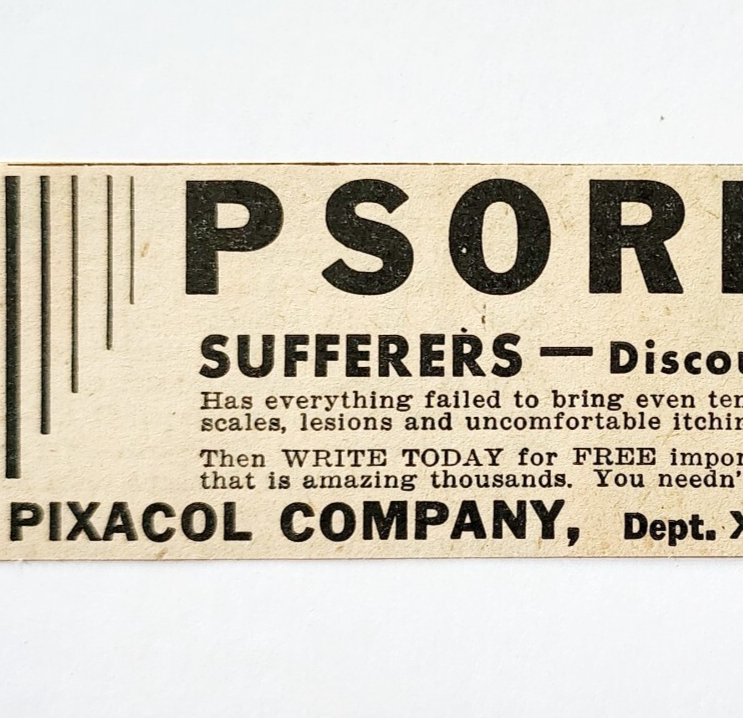 PSORI
SUFFERERS — Discou
Has everything failed to bring even ten
scales, lesions and uncomfortable itchin
Then WRITE TODAY for FREE impor
that is amazing thousands. You needn'
PIXACOL COMPANY, Dept. X